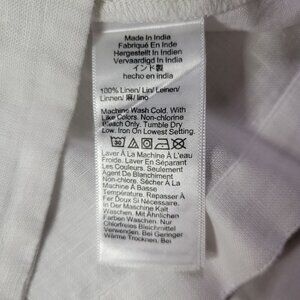 Made In India
Fabriqué En Inde
Hergestellt In Indien
Vervaardigd In India
インド製
hecho en india
100% Linen/ Lin/ Leinen/
Linnen/ 麻/ lino
Machine Wash Cold. With
Like Colors. Non-chlorine
Bleach Only. Tumble Dry
Low. Iron On Lowest Setting.
30
Laver À La Machine À L'eau
Froide. Laver En Séparant
Les Couleurs. Seulement
Agent De Blanchiment
Non-chlore. Sécher À La
Machine À Basse
Température. Repasser À
Fer Doux Si Nécessaire.
In Der Maschine Kalt
Waschen. Mit Ähnlichen
Farben Waschen. Nur
Chlorfreies Bleichmittel
Verwenden. Bei Geringer
Wärme Trocknen. Bei